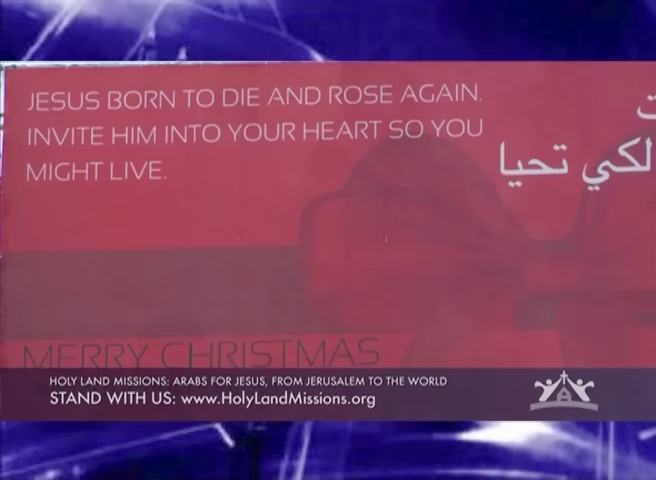 JESUS BORN TO DIE AND ROSE AGAIN.
INVITE HIM INTO YOUR HEART SO YOU
MIGHT LIVE.
لكي تحيا
MERRY CHRISTMAS
HOLY LAND MISSIONS: ARABS FOR JESUS, FROM JERUSALEM TO THE WORLD
STAND WITH US: www.HolyLandMissions.org